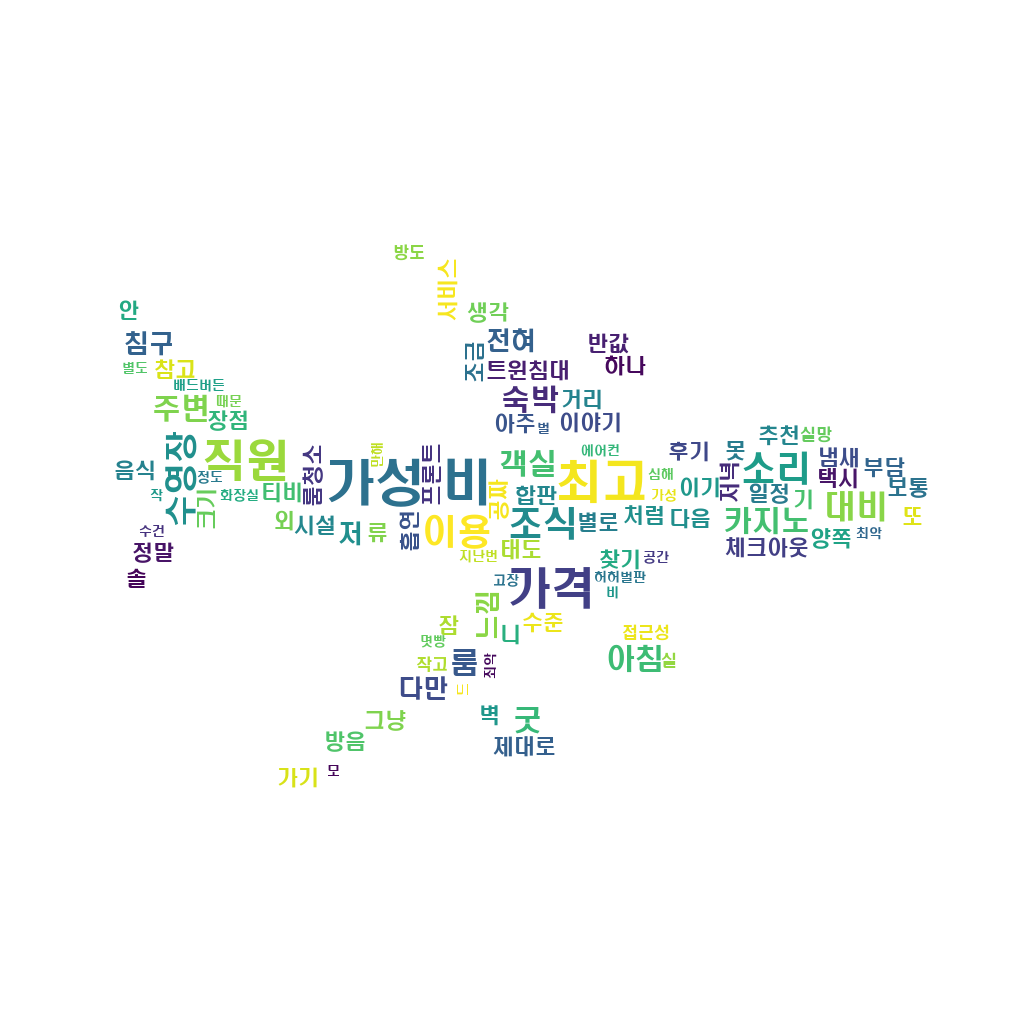 방도
서비스
안
생각
침구
조금
전혀
반값
하나
별도
참고
트윈침대
배드버든
숙박
거리
주변
때문
장점
아주
벌
이야기
수영장
직원
룸청소
만해
가성비
프론트
객실
에어컨
최고
후기
못
추천
실망
음식
정도
티비
공짜
합판
심해
가성
이기
저녁
소리
일정
냄새
택시
부담
보통
작
크기
화장실
외
시설
저
류
흡연
이용
조식
별로
처럼
다음
카지노
기
대비
또
수건
정말
체크아웃
양쪽
최악
솔
지난번
태도
찾기
공간
고장
가격
허허벌판
비
느낌
니
수준
잠
멋빵
접근성
작고
룸
죄악
아침
실
다만
니
그냥
벽
굿
방음
제대로
가기
모